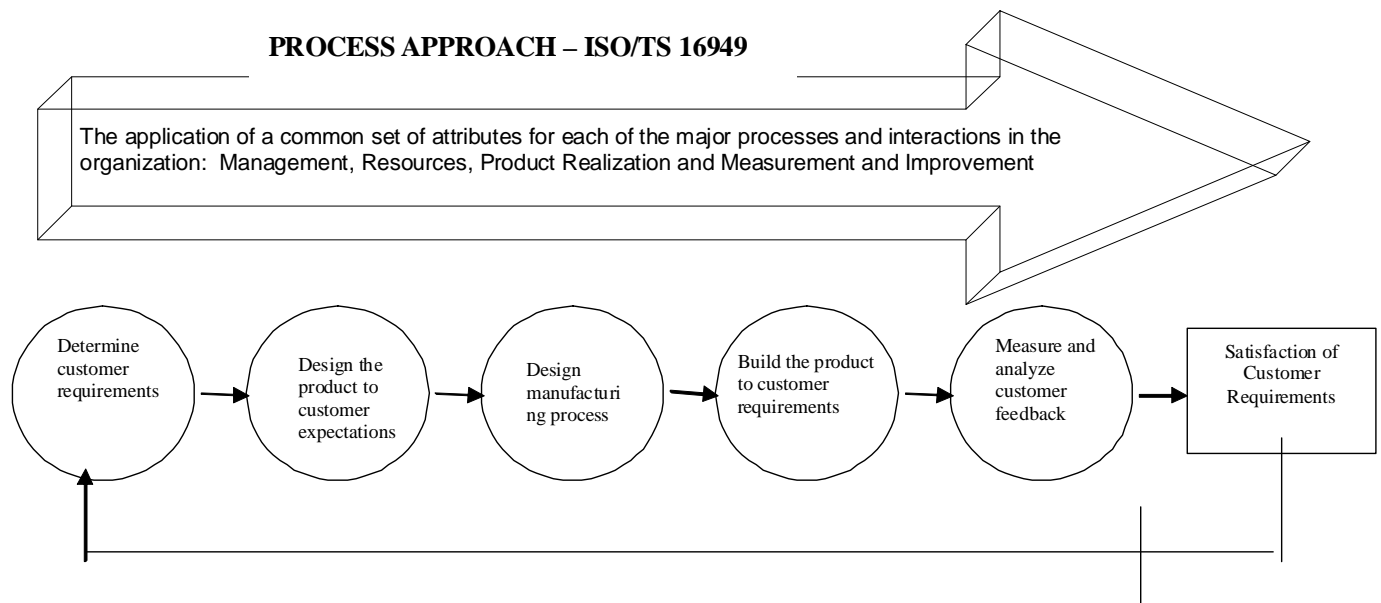 PROCESS APPROACH – ISO/TS 16949
The application of a common set of attributes for each of the major processes and interactions in the
organization: Management, Resources, Product Realization and Measurement and Improvement
Determine
customer
requirements
Design the
product to
customer
expectations
Design
manufacturi
ng process
Build the product
to customer
requirements
Measure and
analyze
customer
feedback
Satisfaction of
Customer
Requirements